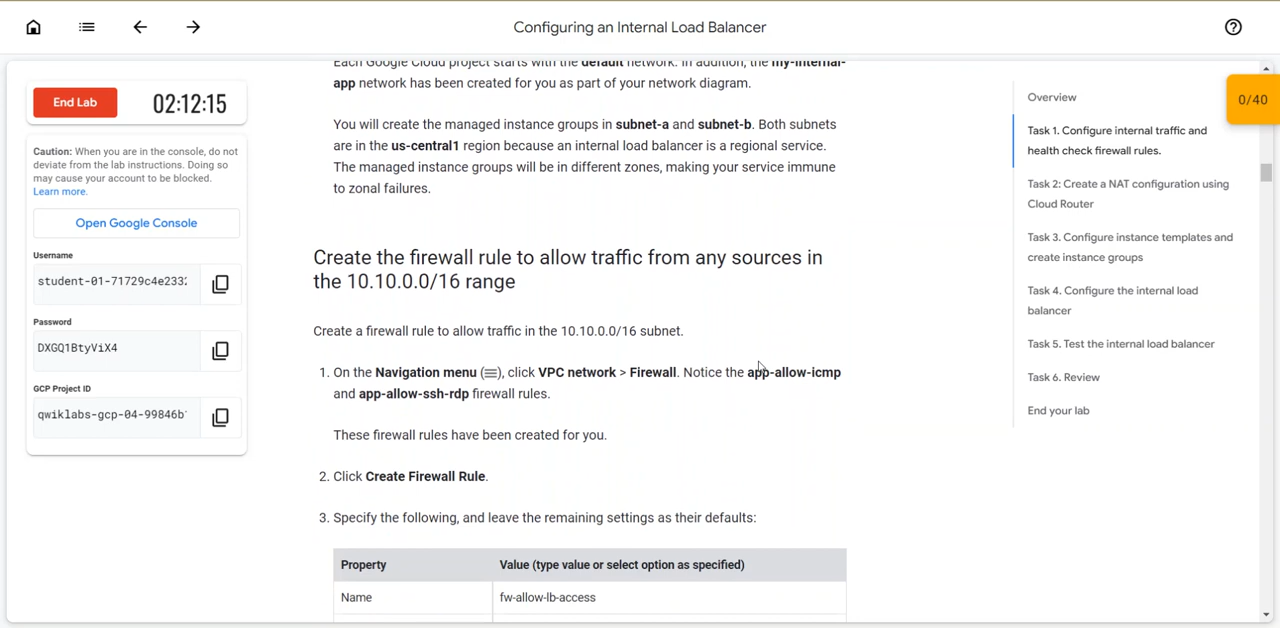 Configuring an Internal Load Balancer
End Lab
02:12:15
Caution: When you are in the console, do not
deviate from the lab instructions. Doing so
may cause your account to be blocked.
Learn more.
Open Google Console
Username
student-01-71729c4e233
Password
DXGQ1BtyViX4
GCP Project ID
qwiklabs-gcp-04-99846b
Each Google Cloud project starts with the default network. In addition, the my-internal-
app network has been created for you as part of your network diagram.
You will create the managed instance groups in subnet-a and subnet-b. Both subnets
are in the us-central1 region because an internal load balancer is a regional service.
The managed instance groups will be in different zones, making your service immune
to zonal failures.
Create the firewall rule to allow traffic from any sources in
the 10.10.0.0/16 range
Create a firewall rule to allow traffic in the 10.10.0.0/16 subnet.
1. On the Navigation menu (≡), click VPC network > Firewall. Notice the app-allow-icmp
and app-allow-ssh-rdp firewall rules.
These firewall rules have been created for you.
2. Click Create Firewall Rule.
3. Specify the following, and leave the remaining settings as their defaults:
Property Value (type value or select option as specified)
Name fw-allow-lb-access
Overview
Task 1. Configure internal traffic and
health check firewall rules.
Task 2: Create a NAT configuration using
Cloud Router
Task 3. Configure instance templates and
create instance groups
Task 4. Configure the internal load
balancer
Task 5. Test the internal load balancer
Task 6. Review
End your lab
0/40